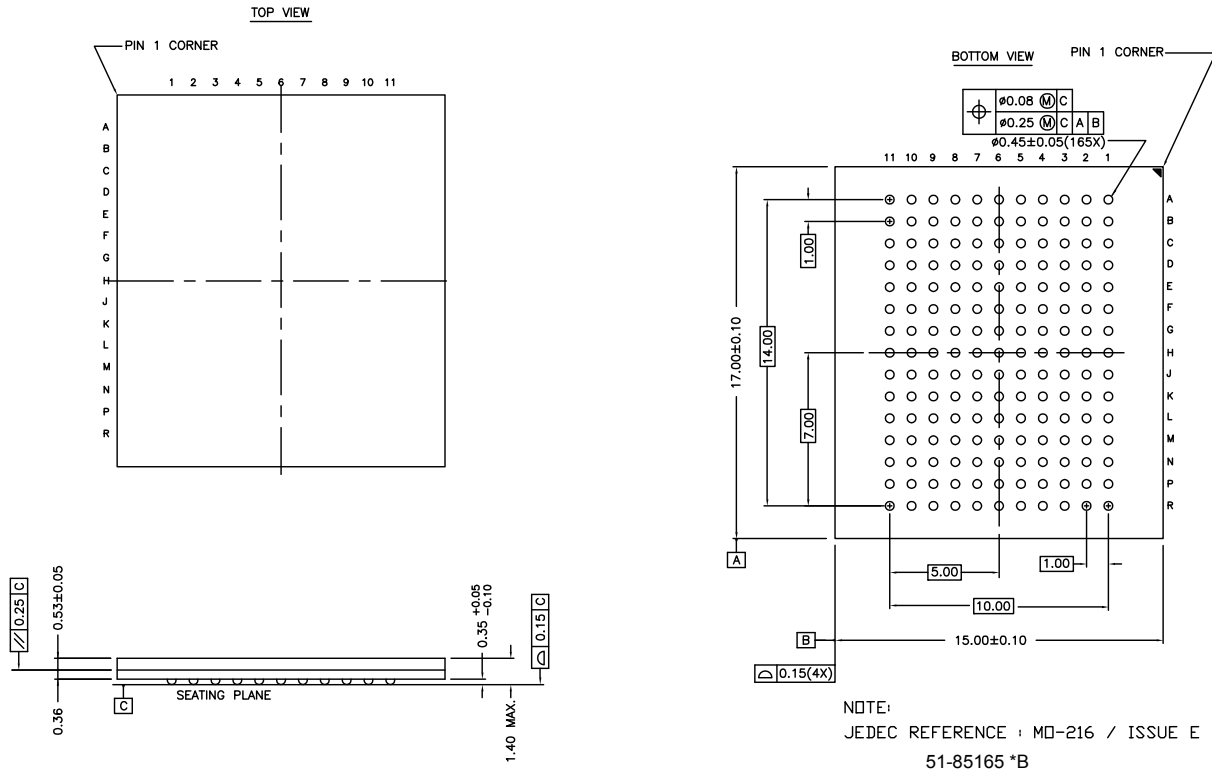 TOP VIEW
PIN 1 CORNER
1 2 3 4 5 6 7 8 9 10 11
A
B
C
D
E
F
G
H
J
K
L
M
N
P
R
BOTTOM VIEW
PIN 1 CORNER
ø0.08 Ⓜ C
ø0.25 Ⓜ C A B
ø0.45±0.05(165X)
11 10 9 8 7 6 5 4 3 2 1
A
B
C
D
E
F
G
H
J
K
L
M
N
P
R
1.00
17.00±0.10
14.00
7.00
A
5.00
1.00
10.00
B
15.00±0.10
⌓ 0.15(4X)
// 0.25 C
0.53±0.05
0.36
C
SEATING PLANE
0.35 +0.05 -0.10
1.40 MAX.
⌓ 0.15 C
NOTE:
JEDEC REFERENCE : MO-216 / ISSUE E
51-85165 *B